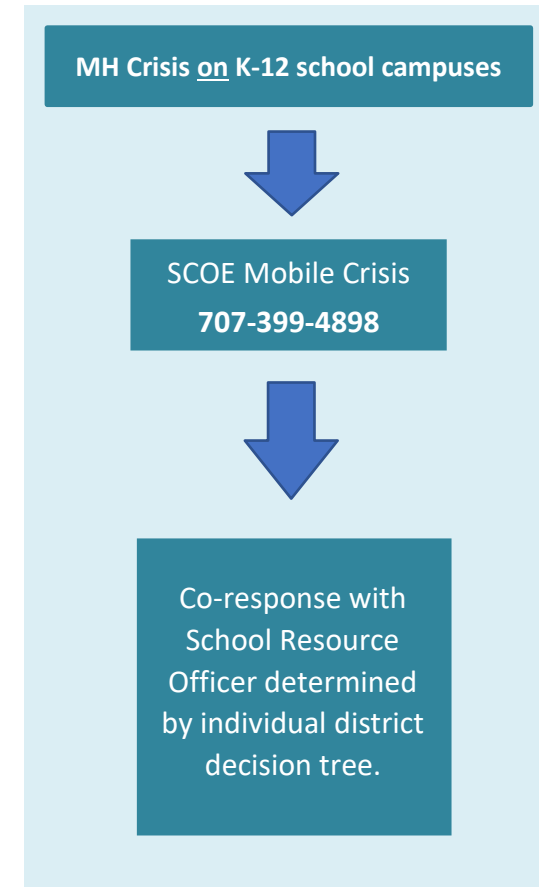 MH Crisis on K-12 school campuses
SCOE Mobile Crisis
707-399-4898
Co-response with
School Resource
Officer determined
by individual district
decision tree.